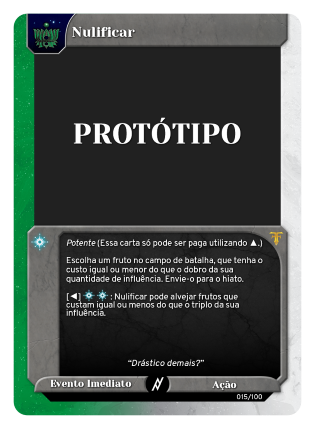 Nulificar
PROTÓTIPO
Potente (Essa carta só pode ser paga utilizando ▲.)
Escolha um fruto no campo de batalha, que tenha o
custo igual ou menor do que o dobro da sua
quantidade de influência. Envie-o para o hiato.
[◄] : Nulificar pode alvejar frutos que
custam igual ou menos do que o triplo da sua
influência.
“Drástico demais?”
Evento Imediato
Ação
015/100